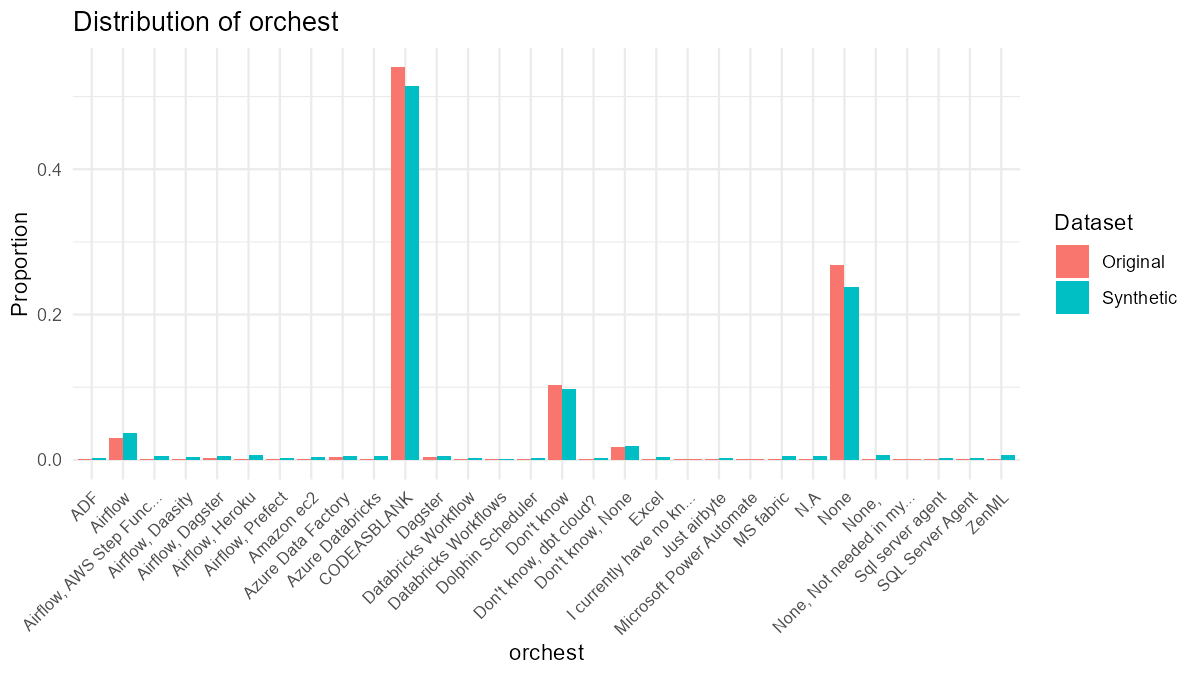 Distribution of orchest
Proportion
0.4
0.2
0.0
ADF
Airflow
Airflow, AWS Step Func...
Airflow, Daasity
Airflow, Dagster
Airflow, Heroku
Airflow, Prefect
Amazon ec2
Azure Data Factory
Azure Databricks
CODEASBLANK
Dagster
Databricks Workflow
Databricks Workflows
Dolphin Scheduler
Don't know
Don't know, dbt cloud?
Don't know, None
Excel
I currently have no kn...
Just airbyte
Microsoft Power Automate
MS fabric
N.A
None
None,
None, Not needed in my...
Sql server agent
SQL Server Agent
ZenML
orchest
Dataset
Original
Synthetic